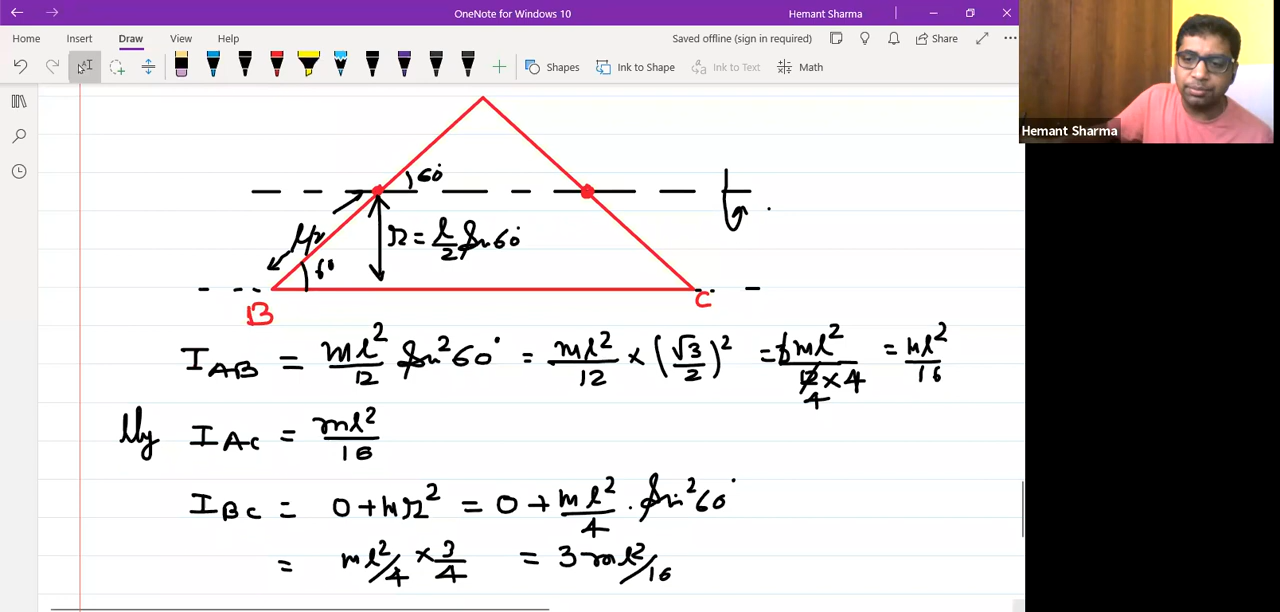 OneNote for Windows 10
Hemant Sharma
Home Insert Draw View Help
Saved offline (sign in required)
Share
Shapes
Ink to Shape
Ink to Text
Math
Hemant Sharma
60°
l/2
r = l/2 Sin 60°
60°
B
C
I_AB = ml²/12 Sin²60° = ml²/12 × (√3/2)² = 3ml²/12×4 = ml²/16
4
lly I_AC = ml²/16
I_BC = 0 + mr² = 0 + ml²/4 . Sin²60°
= ml²/4 × 3/4 = 3ml²/16